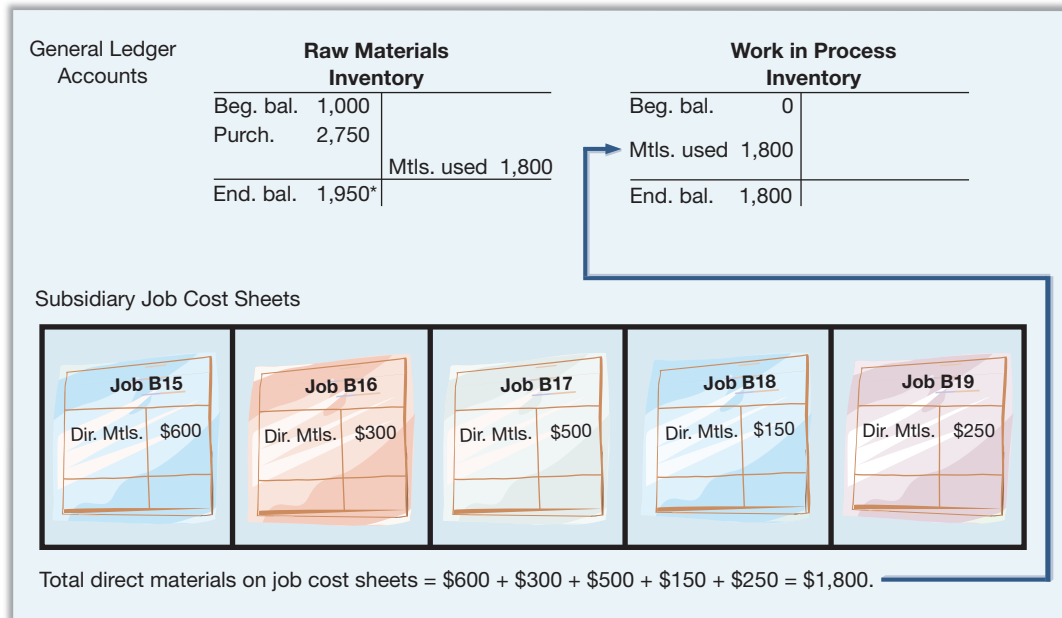 General Ledger
Accounts
Raw Materials
Inventory
Beg. bal. 1,000
Purch. 2,750
Mtls. used 1,800
End. bal. 1,950*
Work in Process
Inventory
Beg. bal. 0
Mtls. used 1,800
End. bal. 1,800
Subsidiary Job Cost Sheets
Job B15
Dir. Mtls. $600
Job B16
Dir. Mtls. $300
Job B17
Dir. Mtls. $500
Job B18
Dir. Mtls. $150
Job B19
Dir. Mtls. $250
Total direct materials on job cost sheets = $600 + $300 + $500 + $150 + $250 = $1,800.